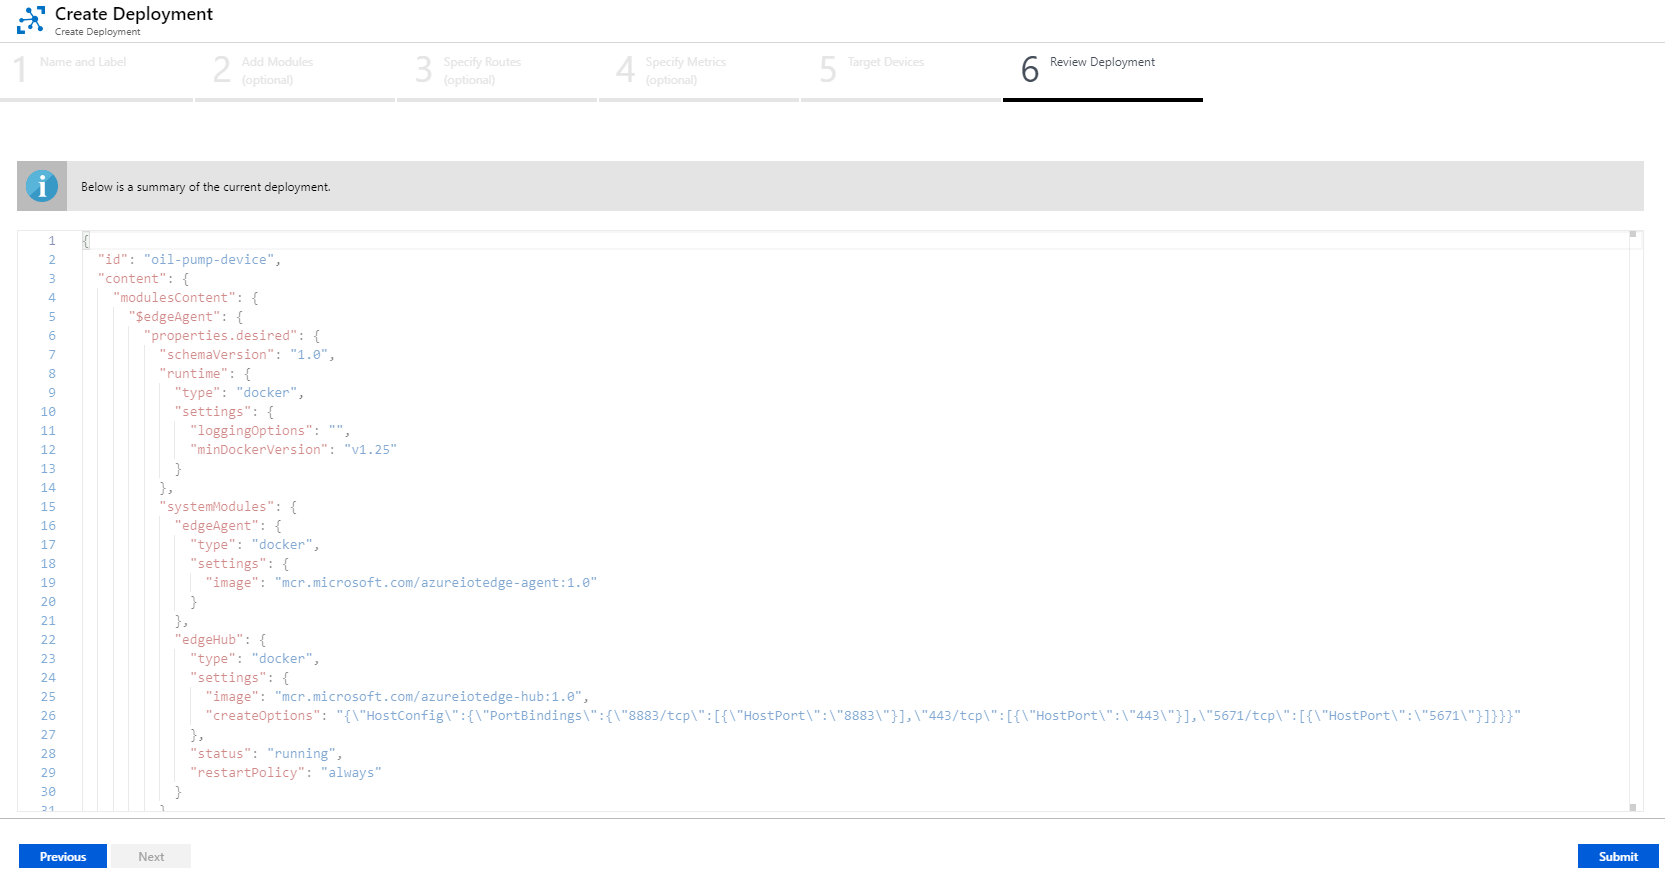 Create Deployment
Create Deployment
1 Name and Label
2 Add Modules
(optional)
3 Specify Routes
(optional)
4 Specify Metrics
(optional)
5 Target Devices
6 Review Deployment
Below is a summary of the current deployment.
1 {
2 "id": "oil-pump-device",
3 "content": {
4 "modulesContent": {
5 "$edgeAgent": {
6 "properties.desired": {
7 "schemaVersion": "1.0",
8 "runtime": {
9 "type": "docker",
10 "settings": {
11 "loggingOptions": "",
12 "minDockerVersion": "v1.25"
13 }
14 },
15 "systemModules": {
16 "edgeAgent": {
17 "type": "docker",
18 "settings": {
19 "image": "mcr.microsoft.com/azureiotedge-agent:1.0"
20 }
21 },
22 "edgeHub": {
23 "type": "docker",
24 "settings": {
25 "image": "mcr.microsoft.com/azureiotedge-hub:1.0",
26 "createOptions": "{\"HostConfig\":{\"PortBindings\":{\"8883/tcp\":[{\"HostPort\":\"8883\"}],\"443/tcp\":[{\"HostPort\":\"443\"}],\"5671/tcp\":[{\"HostPort\":\"5671\"}]}}}"
27 },
28 "status": "running",
29 "restartPolicy": "always"
30 }
31 }
Previous
Next
Submit